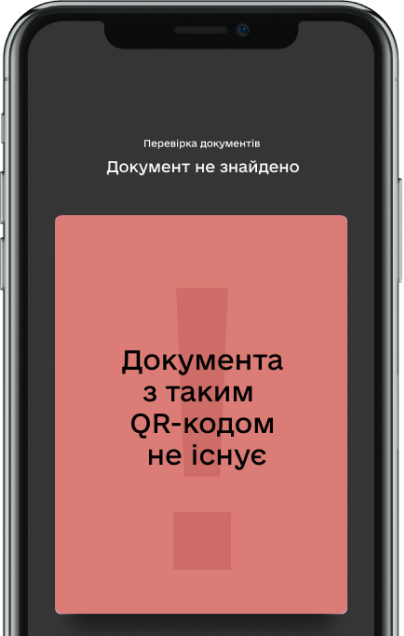 Перевірка документів
Документ не знайдено
Документа
з таким
QR-кодом
не існує